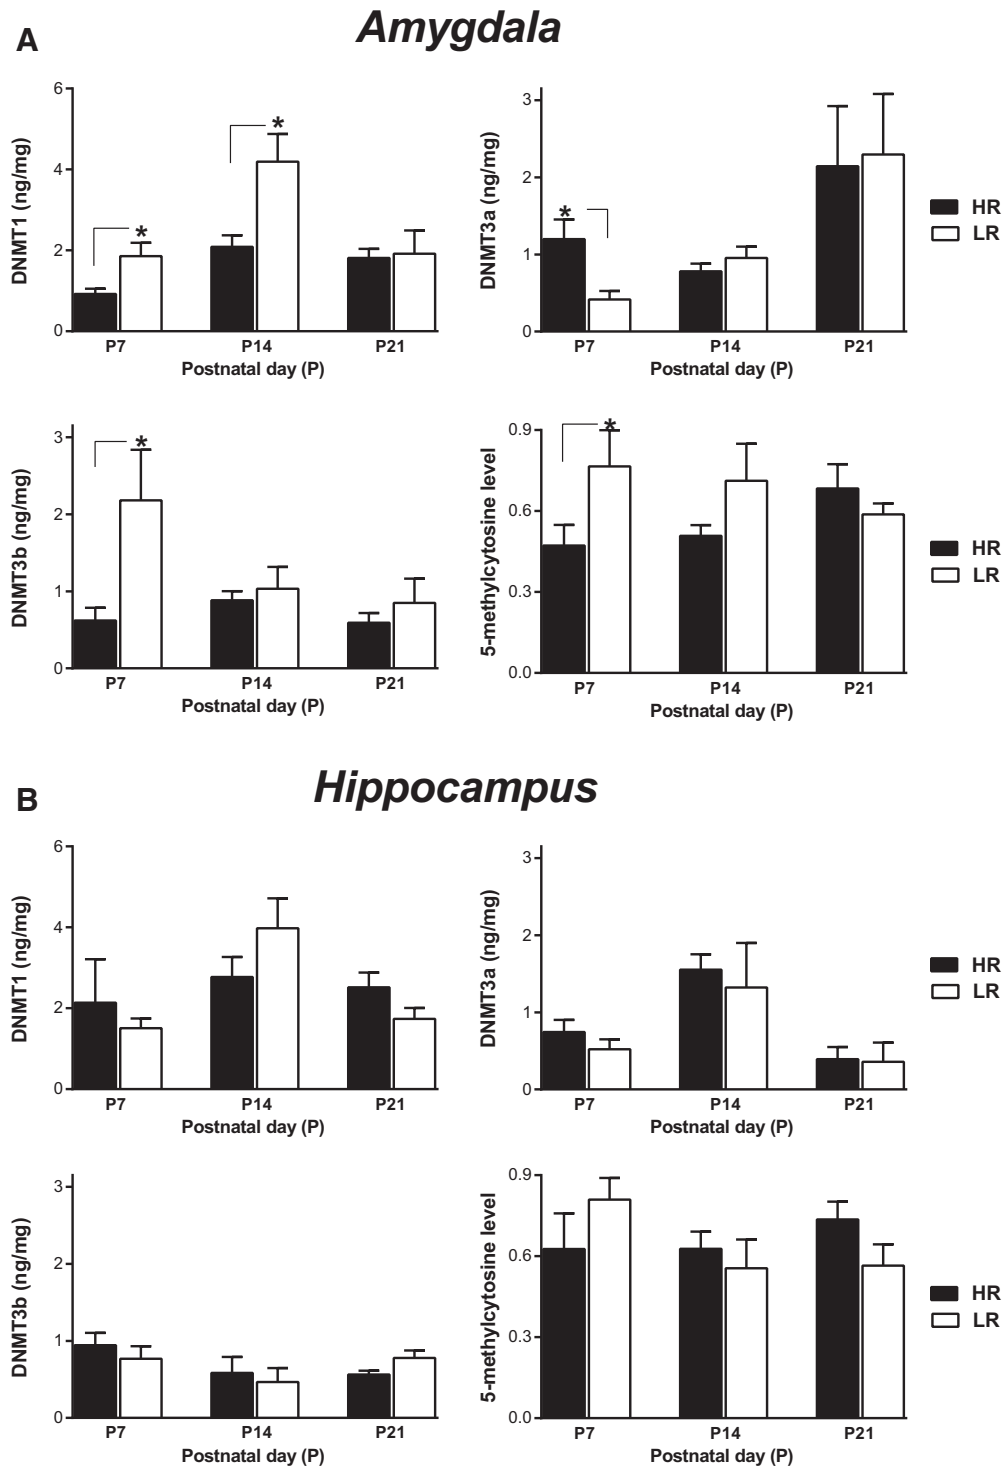 A
Amygdala
DNMT1 (ng/mg)
6
4
2
0
*
*
P7 P14 P21
Postnatal day (P)
DNMT3a (ng/mg)
3
2
1
0
*
P7 P14 P21
Postnatal day (P)
HR
LR
DNMT3b (ng/mg)
3
2
1
0
*
P7 P14 P21
Postnatal day (P)
5-methylcytosine level
0.9
0.6
0.3
0.0
*
P7 P14 P21
Postnatal day (P)
HR
LR
B
Hippocampus
DNMT1 (ng/mg)
6
4
2
0
P7 P14 P21
Postnatal day (P)
DNMT3a (ng/mg)
3
2
1
0
P7 P14 P21
Postnatal day (P)
HR
LR
DNMT3b (ng/mg)
3
2
1
0
P7 P14 P21
Postnatal day (P)
5-methylcytosine level
0.9
0.6
0.3
0.0
P7 P14 P21
Postnatal day (P)
HR
LR